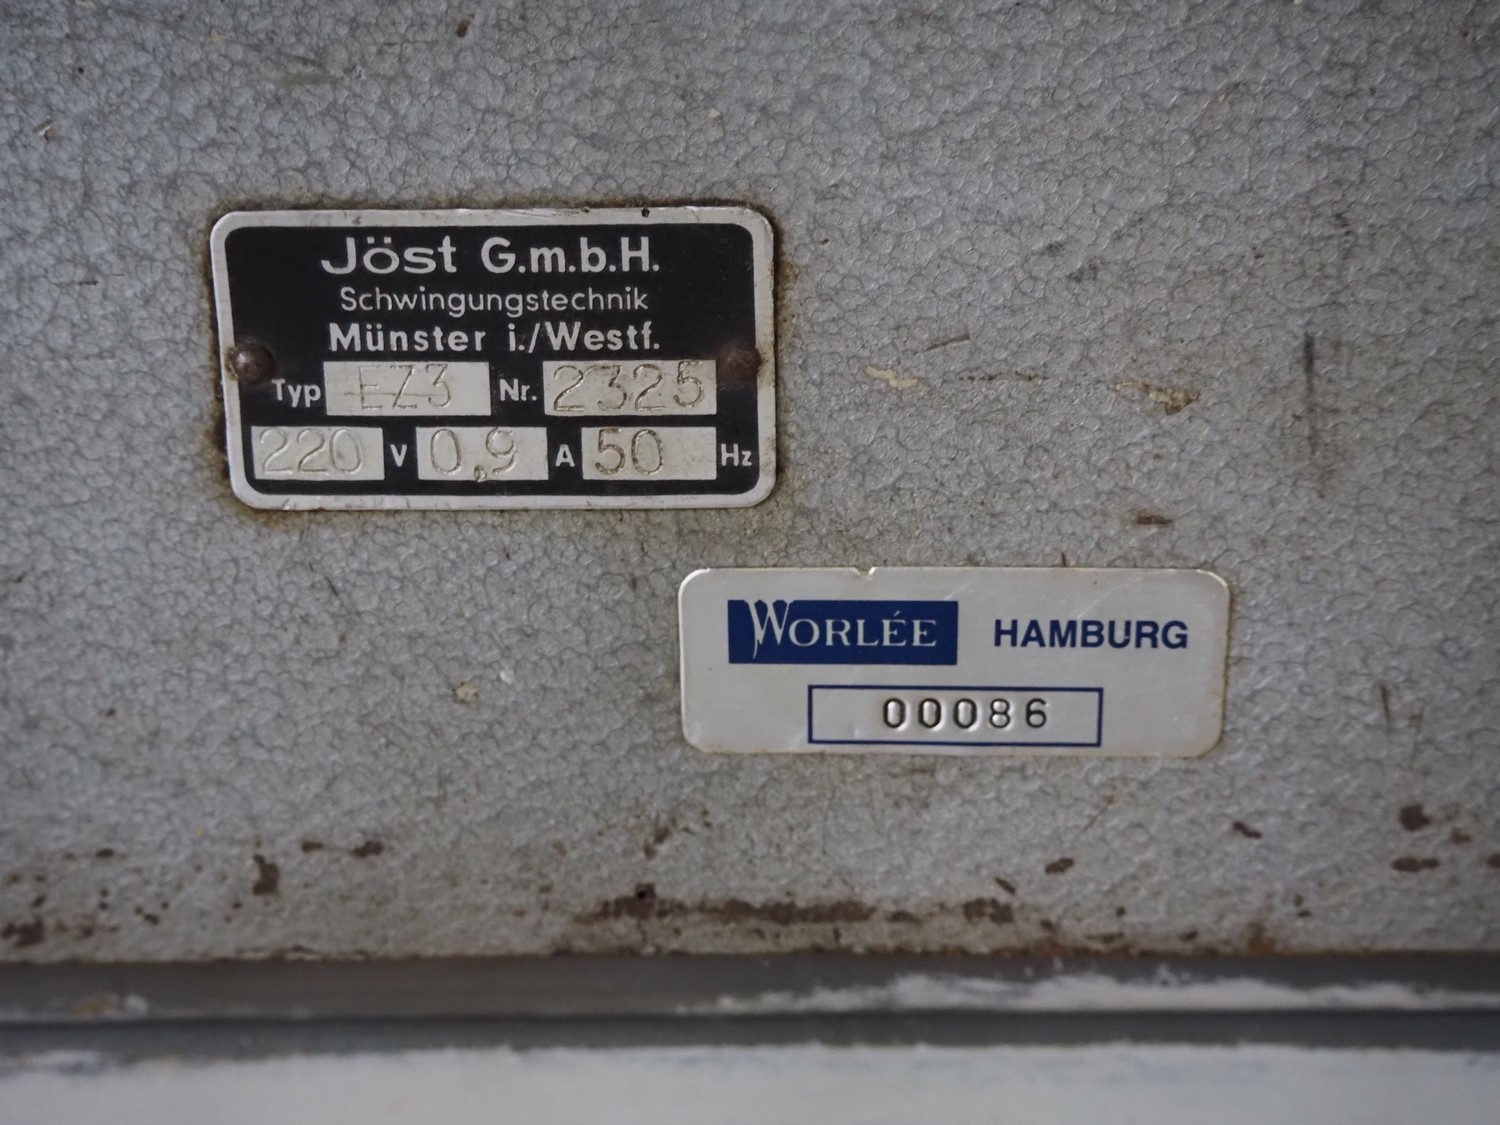 Jöst G.m.b.H.
Schwingungstechnik
Münster i./Westf.
Typ EZ3 Nr. 2325
220 V 0,9 A 50 Hz
WORLÉE HAMBURG
00086